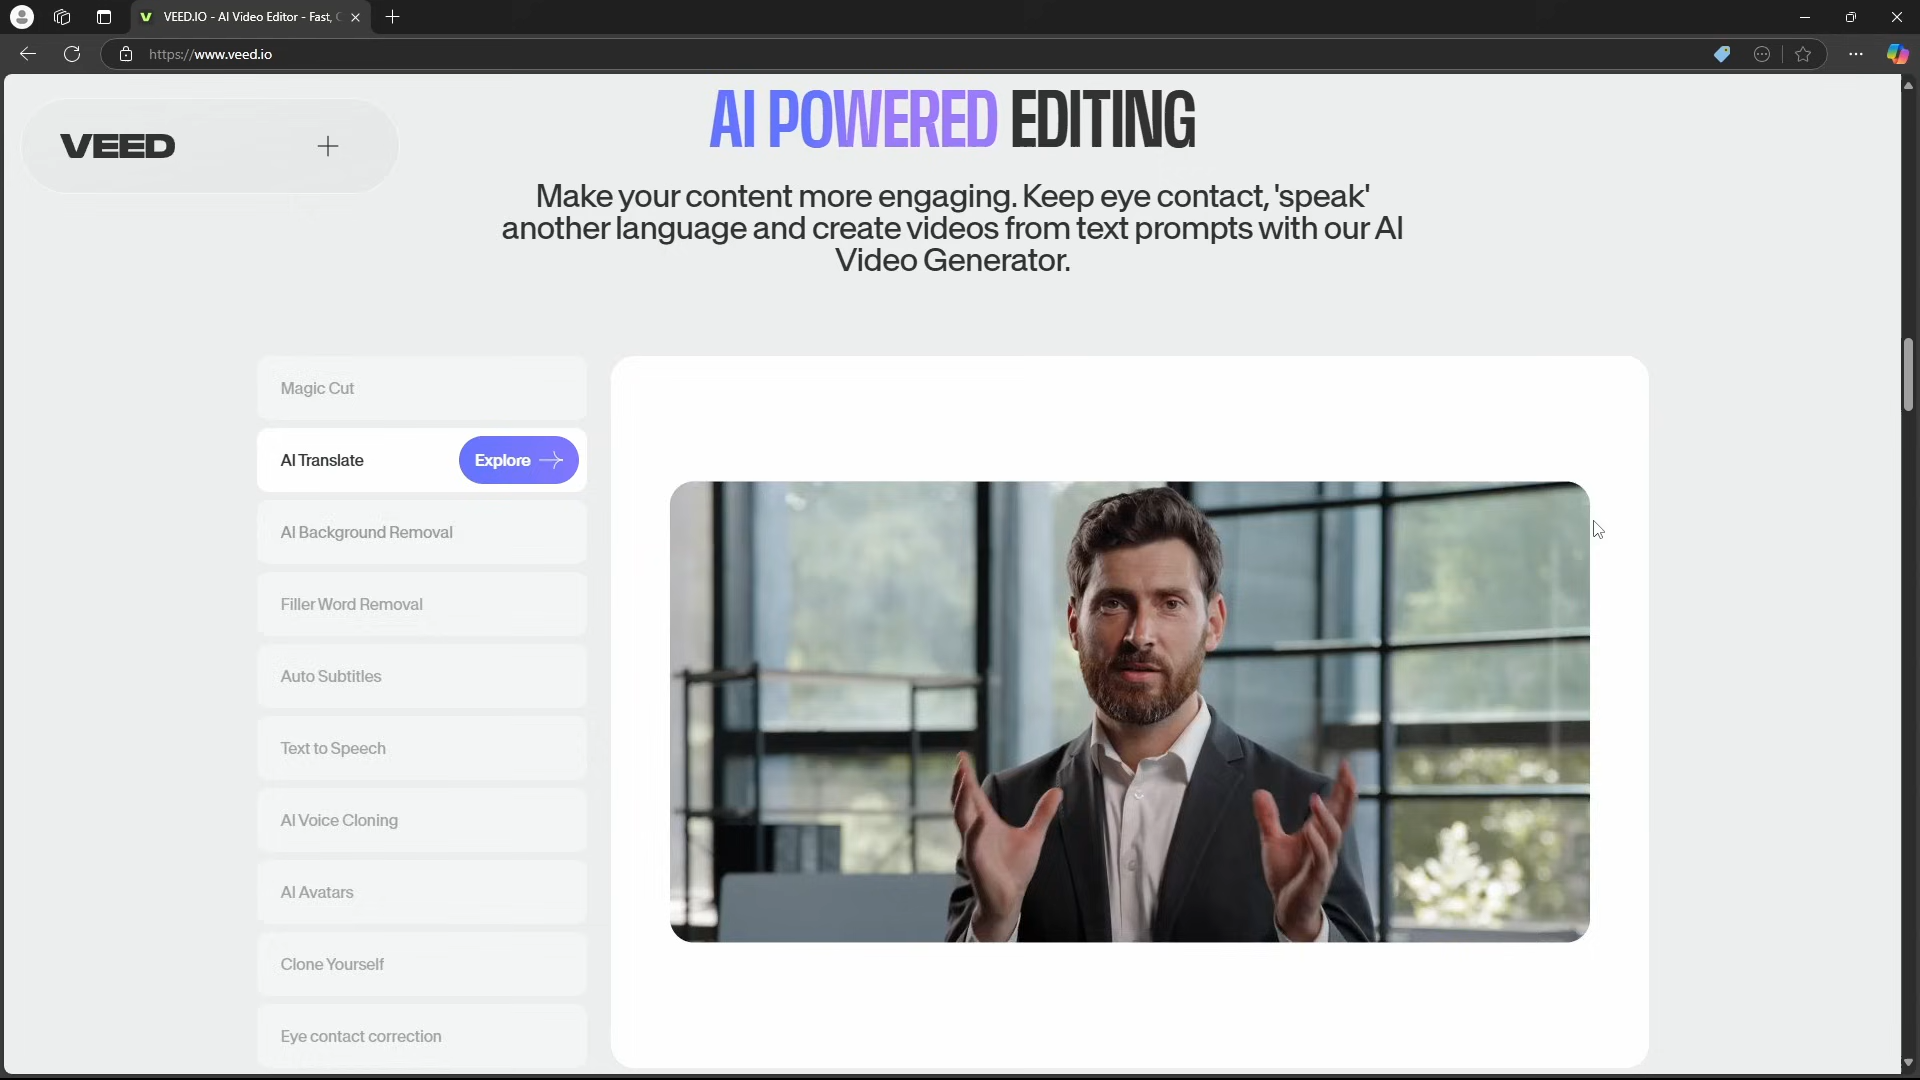 VEED.IO - AI Video Editor - Fast,
https://www.veed.io
VEED
AI POWERED EDITING
Make your content more engaging. Keep eye contact, 'speak'
another language and create videos from text prompts with our AI
Video Generator.
Magic Cut
AI Translate
Explore
AI Background Removal
Filler Word Removal
Auto Subtitles
Text to Speech
AI Voice Cloning
AI Avatars
Clone Yourself
Eye contact correction